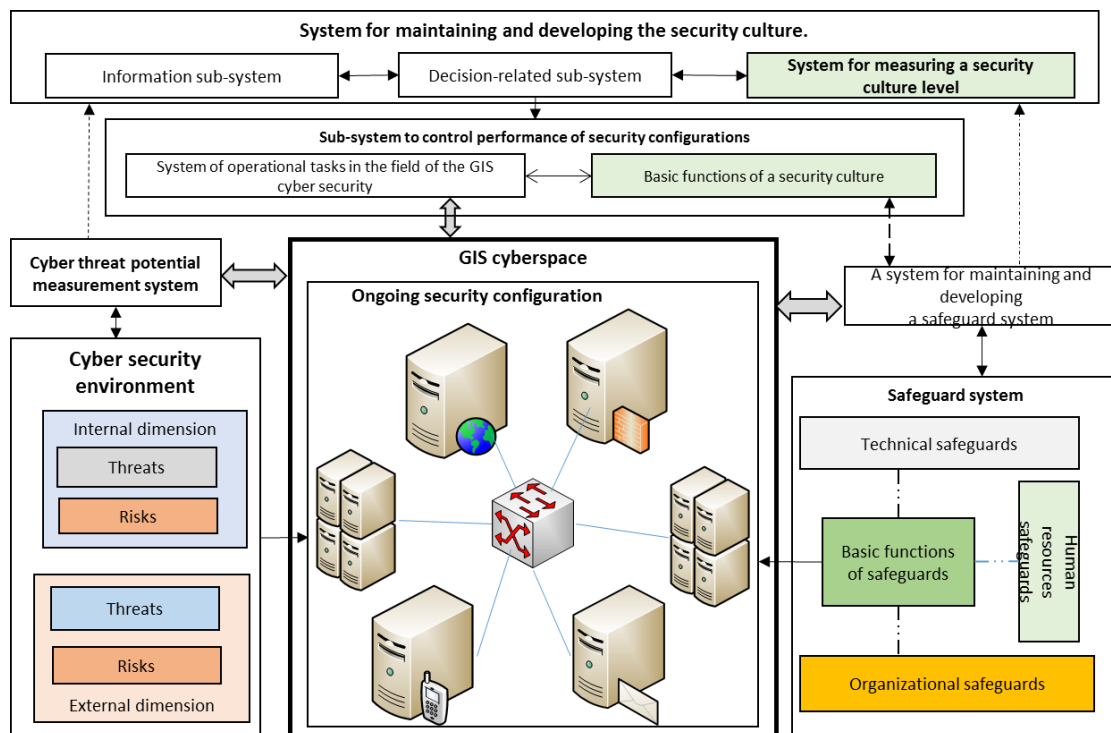 System for maintaining and developing the security culture.
Information sub-system
Decision-related sub-system
System for measuring a security
culture level
Sub-system to control performance of security configurations
System of operational tasks in the field of the GIS
cyber security
Basic functions of a security culture
Cyber threat potential
measurement system
GIS cyberspace
A system for maintaining and
developing
a safeguard system
Ongoing security configuration
Cyber security
environment
Internal dimension
Threats
Risks
Threats
Risks
External dimension
Safeguard system
Technical safeguards
Basic functions
of safeguards
Human
resources
safeguards
Organizational safeguards